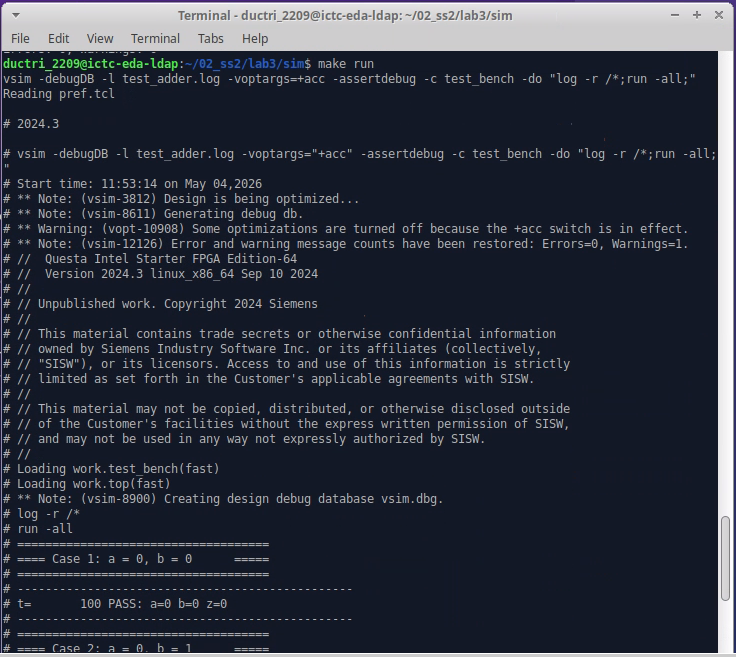 Terminal - ductri_2209@ictc-eda-ldap: ~/02_ss2/lab3/sim
File Edit View Terminal Tabs Help
ductri_2209@ictc-eda-ldap:~/02_ss2/lab3/sim$ make run
vsim -debugDB -l test_adder.log -voptargs=+acc -assertdebug -c test_bench -do "log -r /*;run -all;"
Reading pref.tcl
# 2024.3
# vsim -debugDB -l test_adder.log -voptargs="+acc" -assertdebug -c test_bench -do "log -r /*;run -all;
"
# Start time: 11:53:14 on May 04,2026
# ** Note: (vsim-3812) Design is being optimized...
# ** Note: (vsim-8611) Generating debug db.
# ** Warning: (vopt-10908) Some optimizations are turned off because the +acc switch is in effect.
# ** Note: (vsim-12126) Error and warning message counts have been restored: Errors=0, Warnings=1.
# //  Questa Intel Starter FPGA Edition-64
# //  Version 2024.3 linux_x86_64 Sep 10 2024
# //
# // Unpublished work. Copyright 2024 Siemens
# //
# // This material contains trade secrets or otherwise confidential information
# // owned by Siemens Industry Software Inc. or its affiliates (collectively,
# // "SISW"), or its licensors. Access to and use of this information is strictly
# // limited as set forth in the Customer's applicable agreements with SISW.
# //
# // This material may not be copied, distributed, or otherwise disclosed outside
# // of the Customer's facilities without the express written permission of SISW,
# // and may not be used in any way not expressly authorized by SISW.
# //
# Loading work.test_bench(fast)
# Loading work.top(fast)
# ** Note: (vsim-8900) Creating design debug database vsim.dbg.
# log -r /*
# run -all
# ====================================
# ==== Case 1: a = 0, b = 0      =====
# ====================================
# ------------------------------------------------
# t=       100 PASS: a=0 b=0 z=0
# ------------------------------------------------
# ====================================
# ==== Case 2: a = 0, b = 1      =====